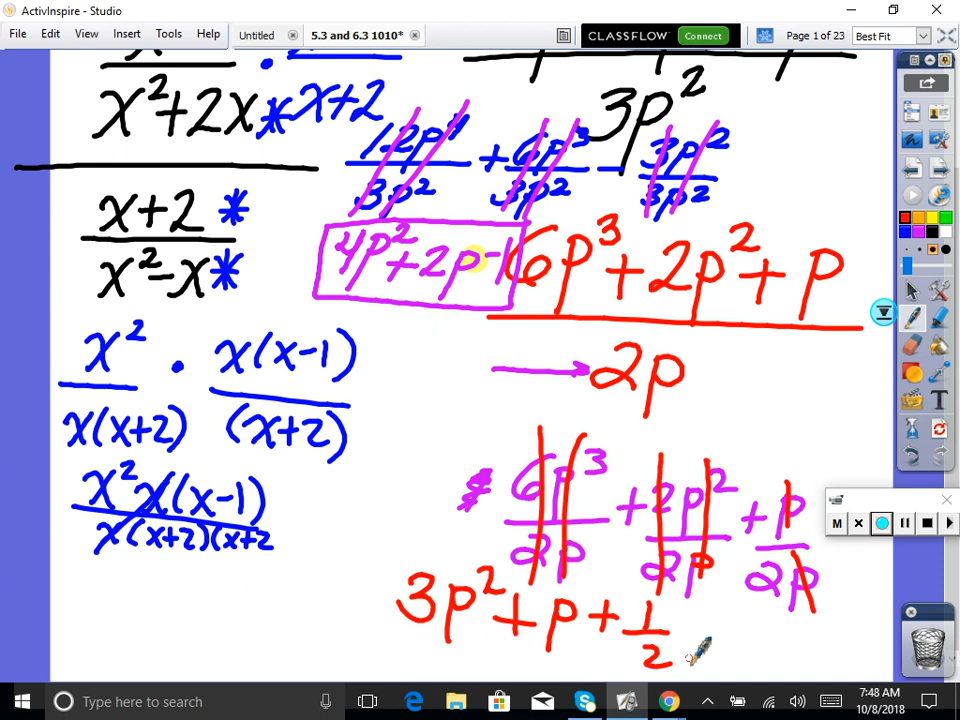 ActivInspire - Studio
File Edit View Insert Tools Help Untitled 5.3 and 6.3 1010* CLASSFLOW Connect Page 1 of 23 Best Fit
x²+2x * x+2
3p²
12p⁴/3p² + 6p³/3p² - 3p²/3p²
x+2 *
x²-x *
4p²+2p-1
6p³+2p²+p
2p
x² · x(x-1)
x(x+2) (x+2)
x² x(x-1)
x(x+2)(x+2
* 6p³/2p + 2p²/2p + p/2p
3p²+p+1/2
M
Type here to search
7:48 AM
10/8/2018